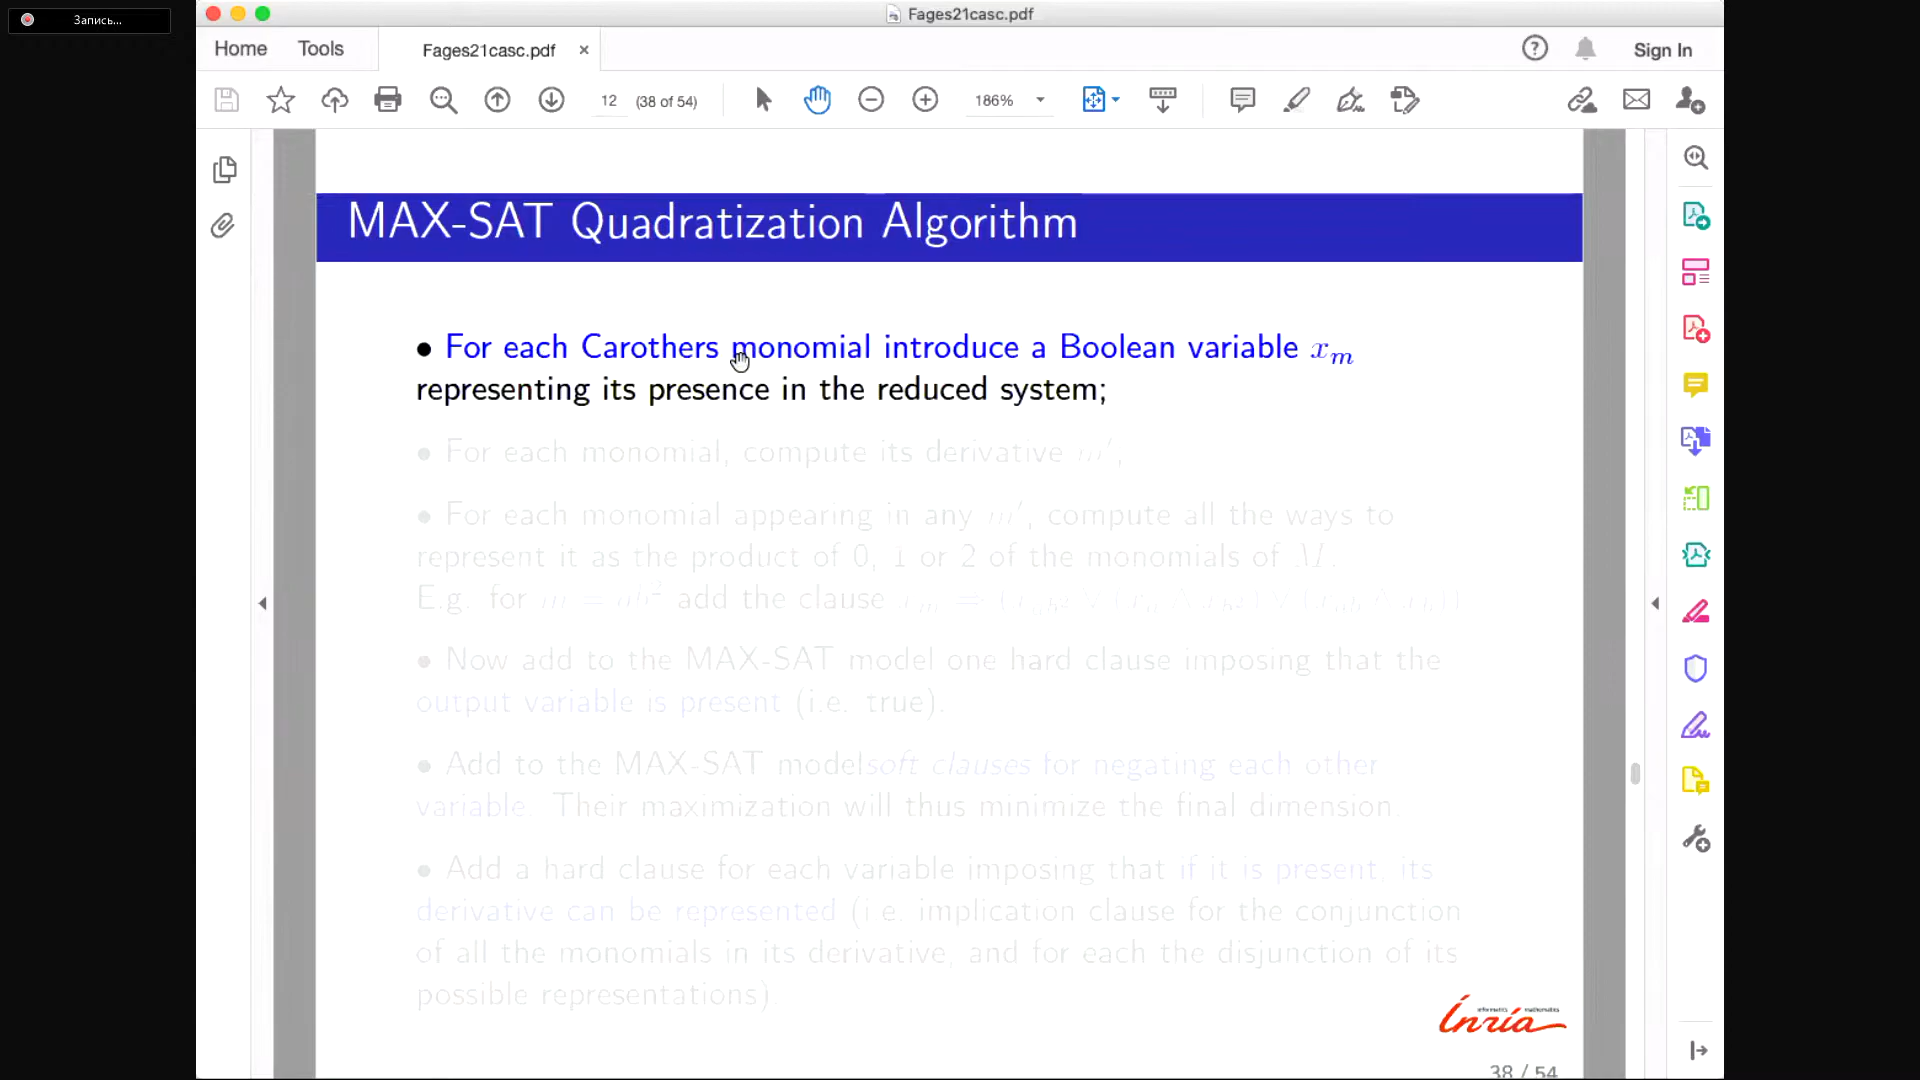 Запись...
Fages21casc.pdf
Home Tools Fages21casc.pdf × Sign In
12 (38 of 54) 186%
MAX-SAT Quadratization Algorithm
• For each Carothers monomial introduce a Boolean variable xₘ
representing its presence in the reduced system;
• For each monomial, compute its derivative m′,
• For each monomial appearing in any m′, compute all the ways to
represent it as the product of 0, 1 or 2 of the monomials of M.
E.g. for m = ab² add the clause
• Now add to the MAX-SAT model one hard clause imposing that the
output variable is present (i.e. true).
• Add to the MAX-SAT modelsoft clauses for negating each other
variable. Their maximization will thus minimize the final dimension.
• Add a hard clause for each variable imposing that if it is present, its
derivative can be represented (i.e. implication clause for the conjunction
of all the monomials in its derivative, and for each the disjunction of its
possible representations)
informatics mathematics
Inría
38 / 54